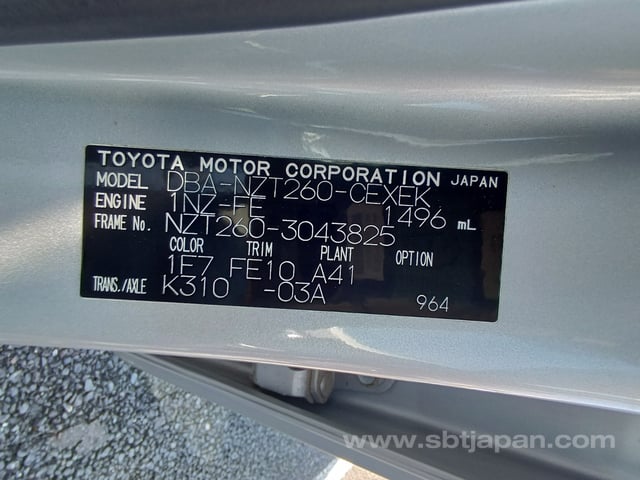 TOYOTA MOTOR CORPORATION JAPAN
MODEL DBA-NZT260-CEXEK
ENGINE 1NZ-FE 1496 mL
FRAME No. NZT260-3043825
COLOR TRIM PLANT OPTION
1E7 FE10 A41
TRANS./AXLE K310 -03A
964
www.sbtjapan.com